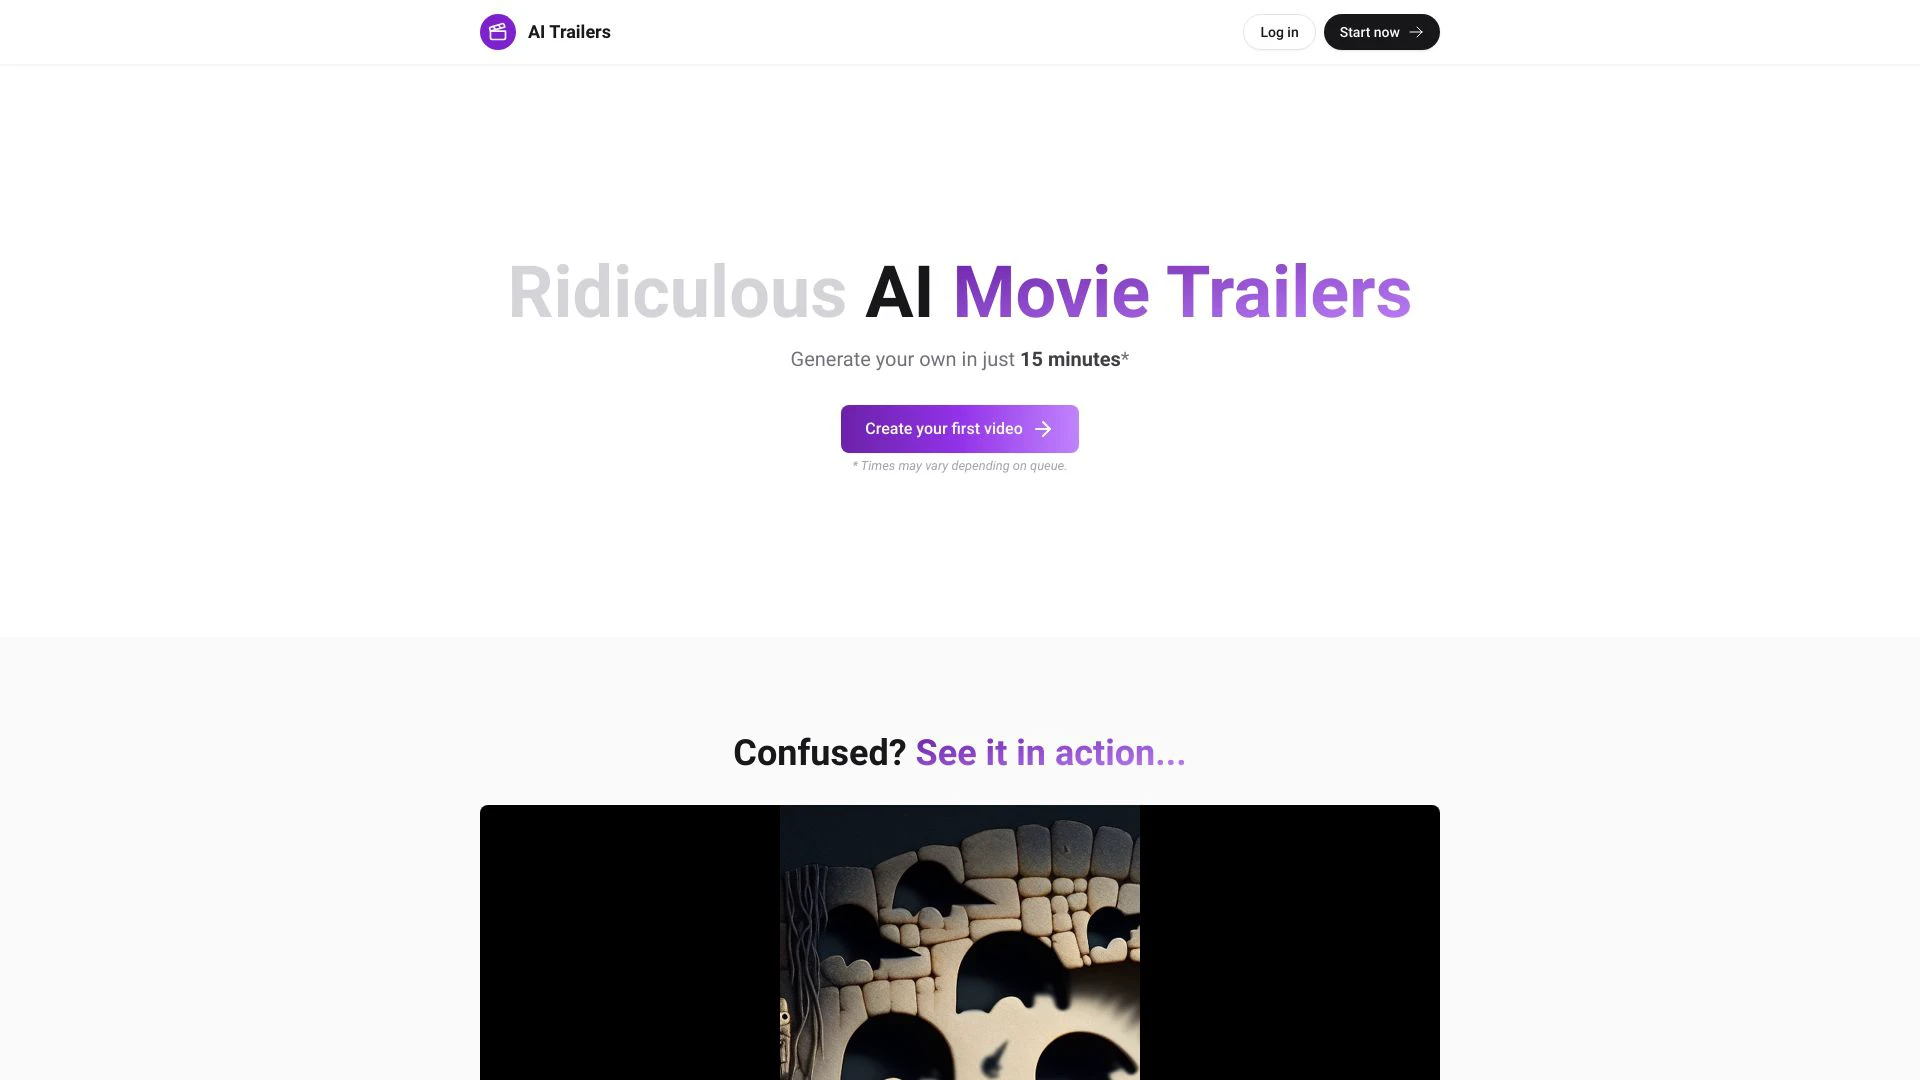 AI Trailers
Log in
Start now
Ridiculous AI Movie Trailers
Generate your own in just 15 minutes*
Create your first video
* Times may vary depending on queue.
Confused? See it in action...